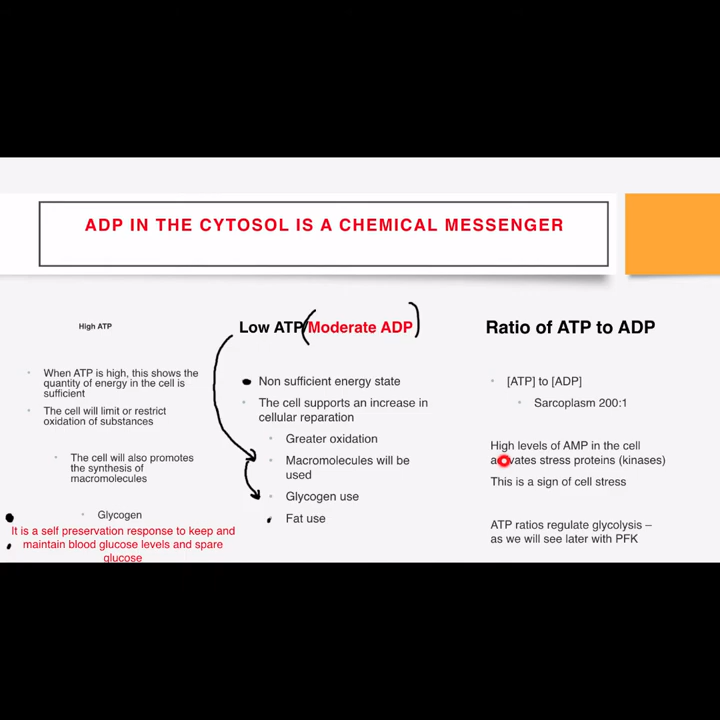 ADP IN THE CYTOSOL IS A CHEMICAL MESSENGER
High ATP
When ATP is high, this shows the
quantity of energy in the cell is
sufficient
The cell will limit or restrict
oxidation of substances
The cell will also promotes
the synthesis of
macromolecules
Glycogen
It is a self preservation response to keep and
maintain blood glucose levels and spare
glucose
Low ATP/Moderate ADP
Non sufficient energy state
The cell supports an increase in
cellular reparation
Greater oxidation
Macromolecules will be
used
Glycogen use
Fat use
Ratio of ATP to ADP
[ATP] to [ADP]
Sarcoplasm 200:1
High levels of AMP in the cell
activates stress proteins (kinases)
This is a sign of cell stress
ATP ratios regulate glycolysis –
as we will see later with PFK